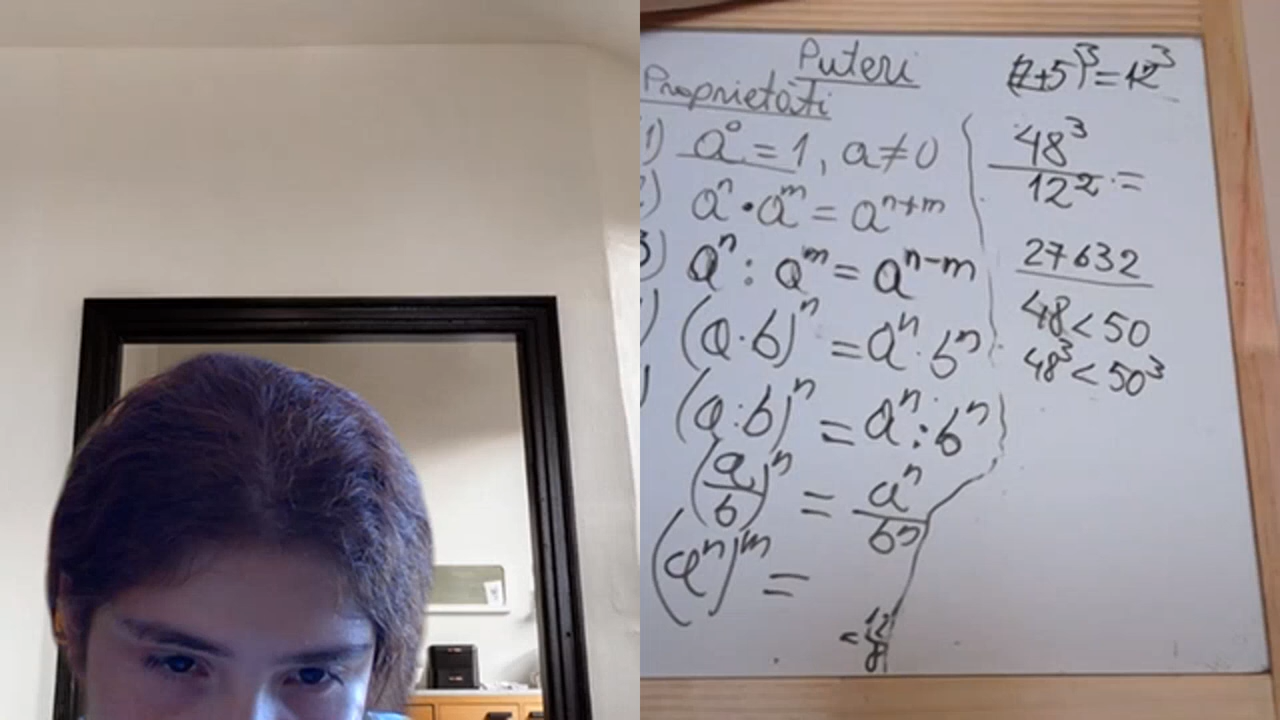 Puteri
Proprietăti
1) a⁰ = 1, a ≠ 0
2) aⁿ · aᵐ = aⁿ⁺ᵐ
3) aⁿ : aᵐ = aⁿ⁻ᵐ
) (a · b)ⁿ = aⁿ · bⁿ
) (a : b)ⁿ = aⁿ : bⁿ
(a/b)ⁿ = aⁿ/bⁿ
(aⁿ)ᵐ =
(7+5)³ = 12³
48³/12² =
27632
48 < 50
48³ < 50³